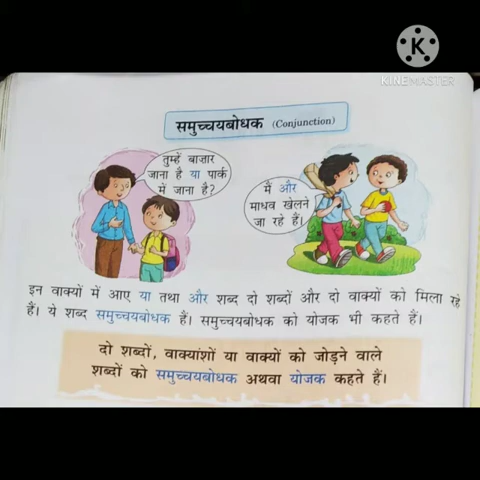 K
KINEMASTER
समुच्चयबोधक (Conjunction)
तुम्हें बाज़ार
जाना है या पार्क
में जाना है?
मैं और
माधव खेलने
जा रहे हैं।
इन वाक्यों में आए या तथा और शब्द दो शब्दों और दो वाक्यों को मिला रहे
हैं। ये शब्द समुच्चयबोधक हैं। समुच्चयबोधक को योजक भी कहते हैं।
दो शब्दों, वाक्यांशों या वाक्यों को जोड़ने वाले
शब्दों को समुच्चयबोधक अथवा योजक कहते हैं।